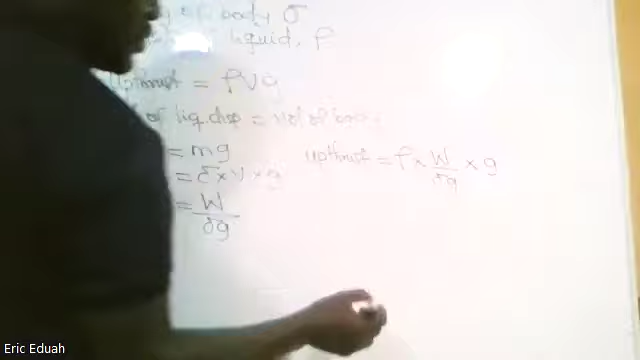 of body, σ
liquid, ρ
Upthrust = ρVg
of liq. disp = Vol of body
= mg
= σ x V x g
= W/σg
Upthrust = ρ x W/σg x g
Eric Eduah